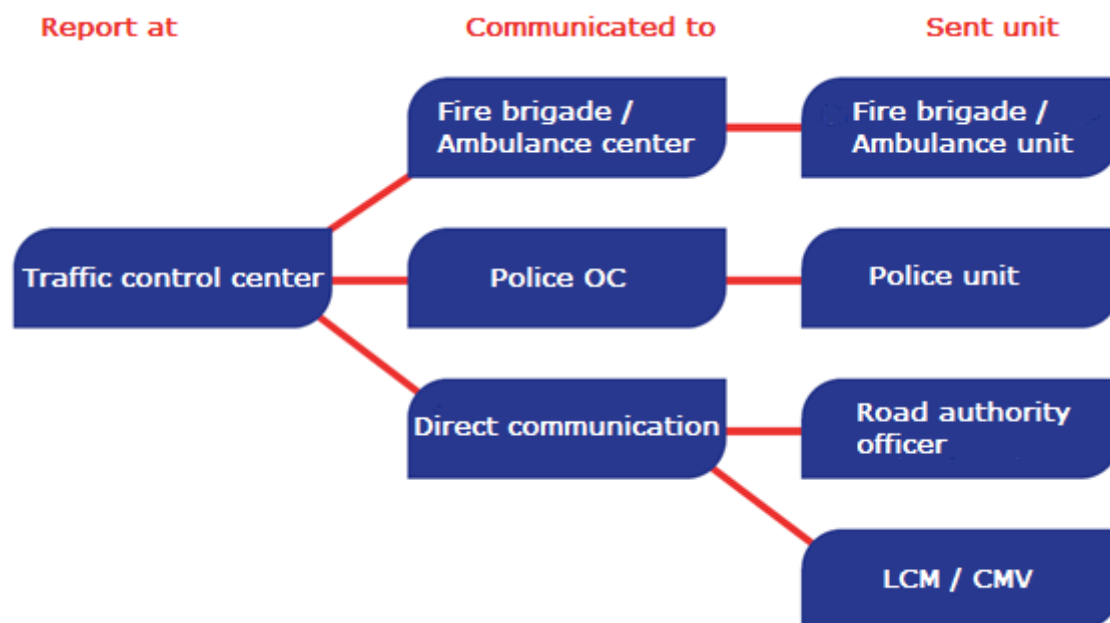 Report at
Communicated to
Sent unit
Fire brigade /
Ambulance center
Fire brigade /
Ambulance unit
Traffic control center
Police OC
Police unit
Direct communication
Road authority
officer
LCM / CMV